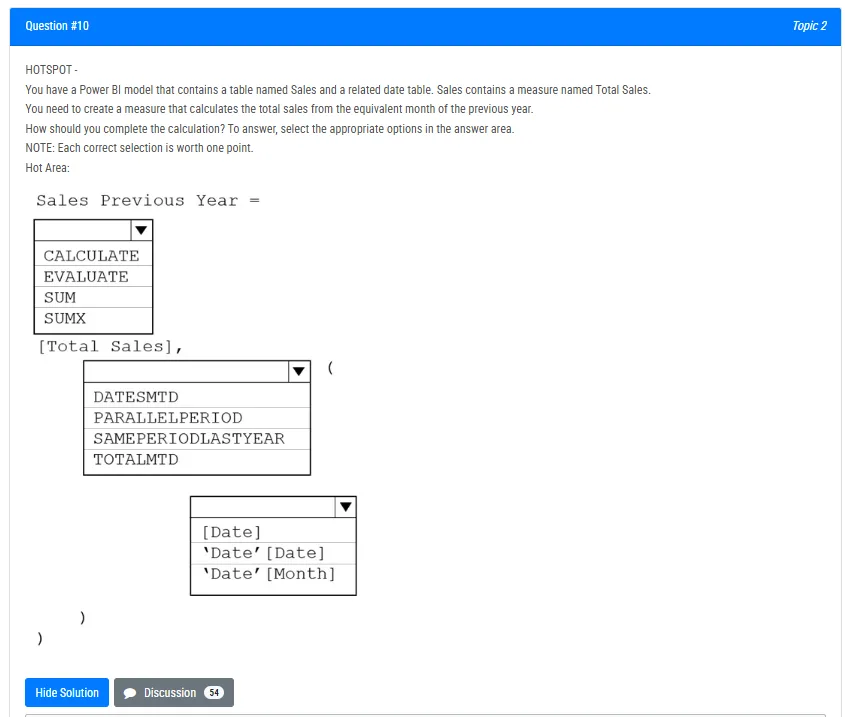 Question #10 Topic 2
HOTSPOT -
You have a Power BI model that contains a table named Sales and a related date table. Sales contains a measure named Total Sales.
You need to create a measure that calculates the total sales from the equivalent month of the previous year.
How should you complete the calculation? To answer, select the appropriate options in the answer area.
NOTE: Each correct selection is worth one point.
Hot Area:
Sales Previous Year =
CALCULATE
EVALUATE
SUM
SUMX
[Total Sales],
(
DATESMTD
PARALLELPERIOD
SAMEPERIODLASTYEAR
TOTALMTD
[Date]
‘Date’[Date]
‘Date’[Month]
)
)
Hide Solution Discussion 54